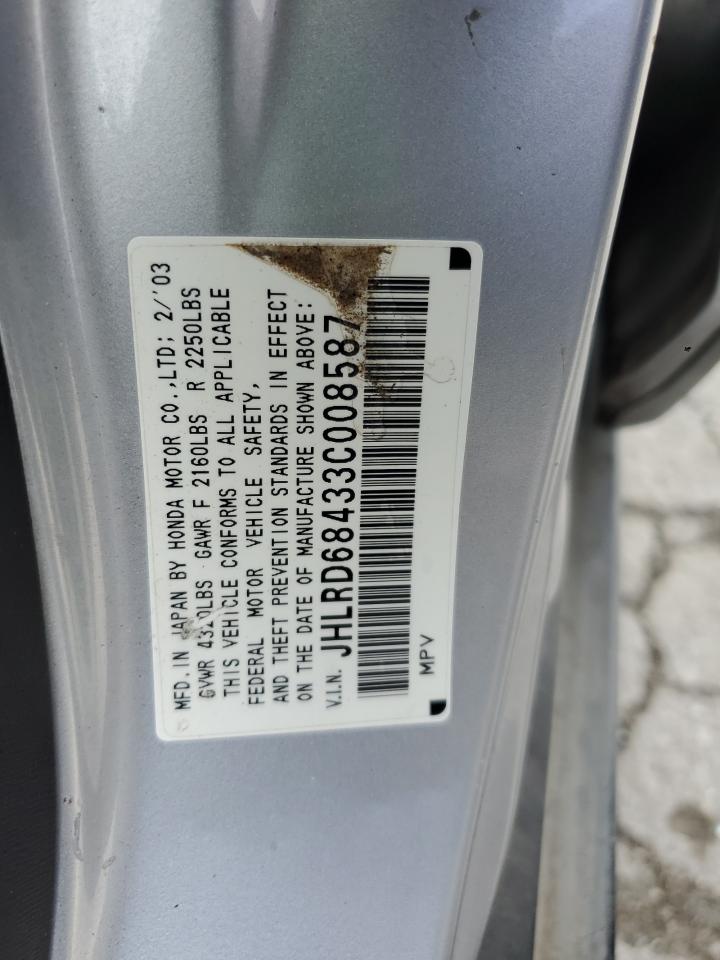 MFD. IN JAPAN BY HONDA MOTOR CO.,LTD; 2/'03
GVWR 4320LBS GAWR F 2160LBS R 2250LBS
THIS VEHICLE CONFORMS TO ALL APPLICABLE
FEDERAL MOTOR VEHICLE SAFETY,
AND THEFT PREVENTION STANDARDS IN EFFECT
ON THE DATE OF MANUFACTURE SHOWN ABOVE:
V.I.N. JHLRD68433C008587
MPV